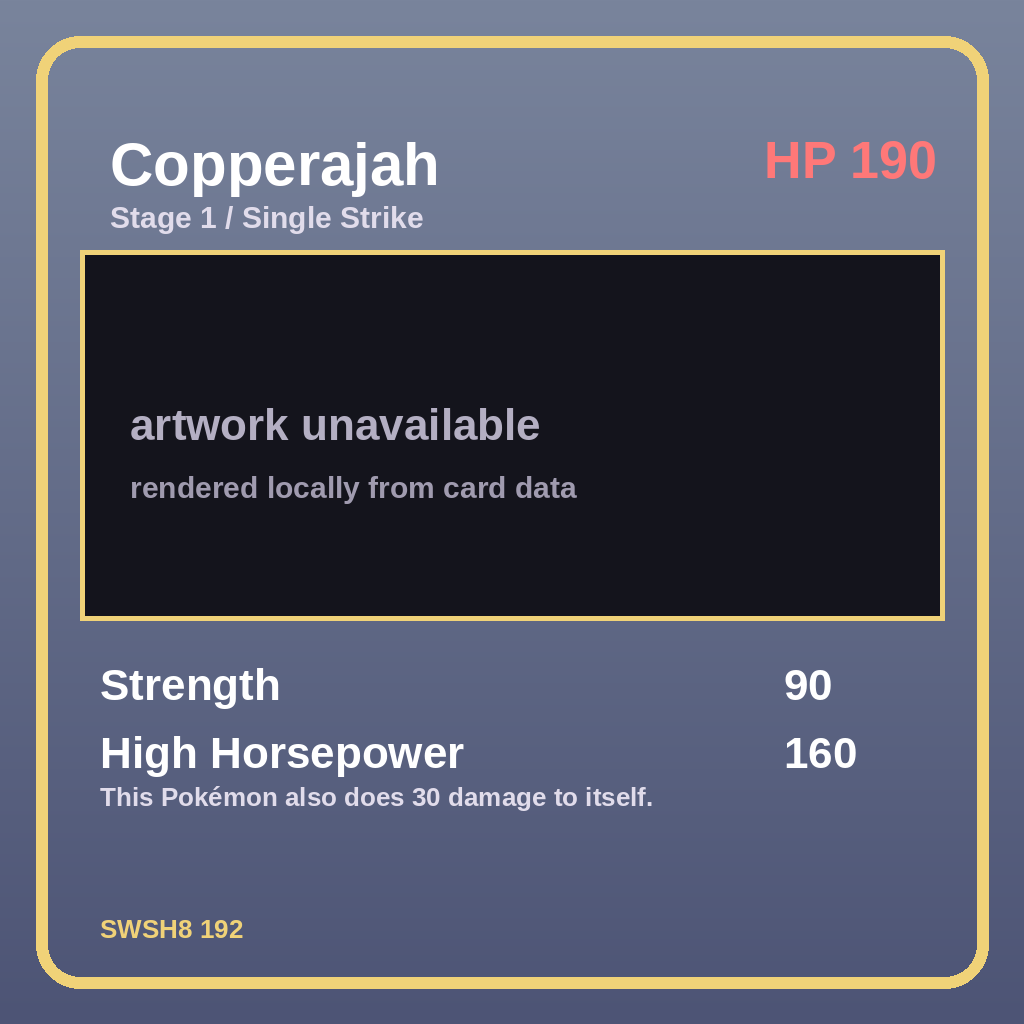 Copperajah
HP 190
Stage 1 / Single Strike
artwork unavailable
rendered locally from card data
Strength 90
High Horsepower 160
This Pokémon also does 30 damage to itself.
SWSH8 192